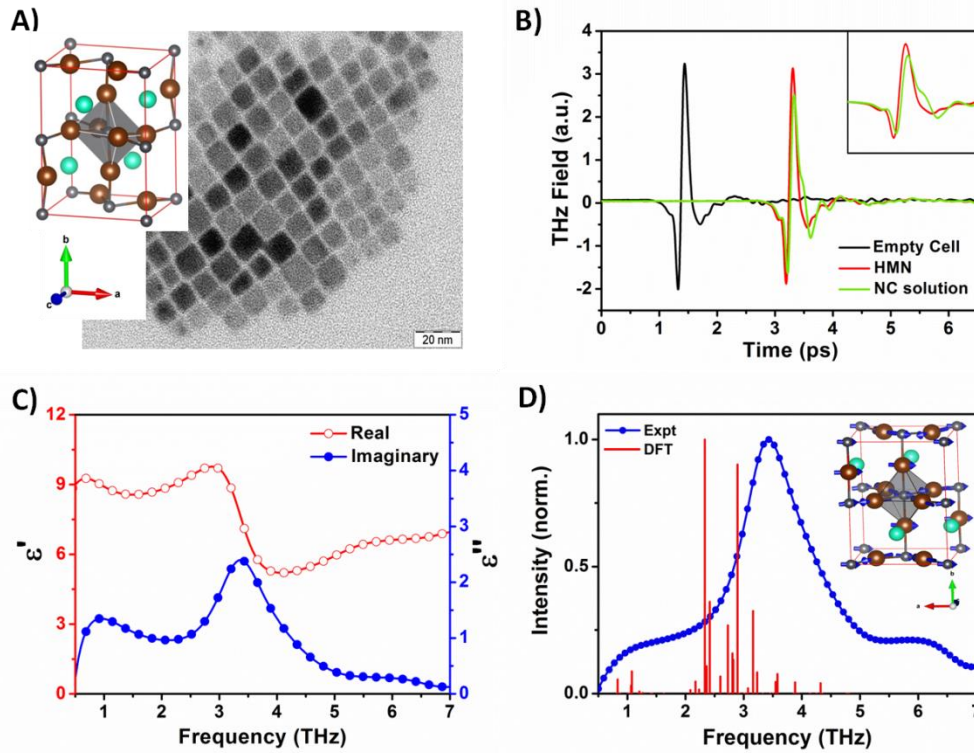 A)
b
a
c
20 nm
B)
THz Field (a.u.)
4
3
2
1
0
-1
-2
Empty Cell
HMN
NC solution
0 1 2 3 4 5 6
Time (ps)
C)
ε'
12
9
6
3
0
Real
Imaginary
5
4
3
2
1
0
ε"
1 2 3 4 5 6 7
Frequency (THz)
D)
Intensity (norm.)
1.0
0.5
0.0
Expt
DFT
b
a
1 2 3 4 5 6 7
Frequency (THz)